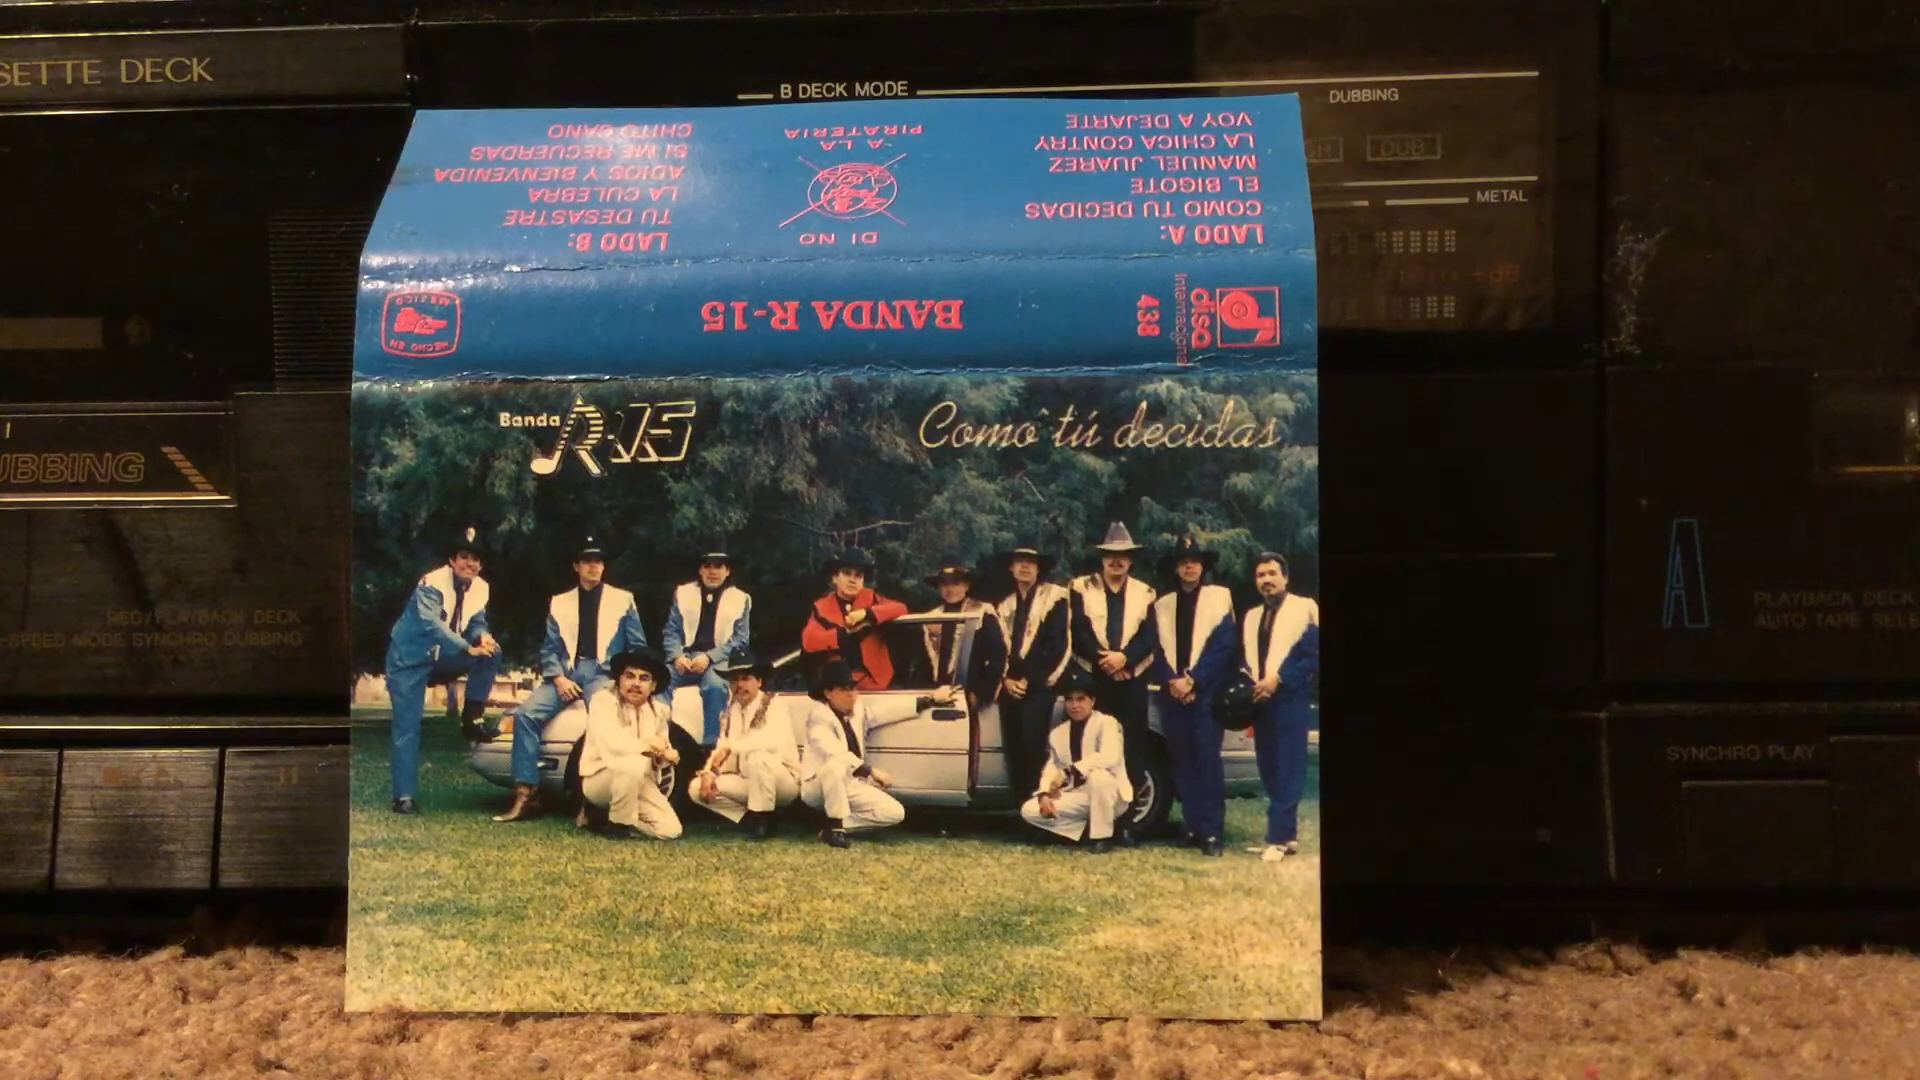 SETTE DECK
B DECK MODE
DUBBING
DUB
METAL
+dB
UBBING
REC/PLAYBACK DECK
-SPEED MODE SYNCHRO DUBBING
A
PLAYBACK DECK
AUTO TAPE SELE
SYNCHRO PLAY
LADO A:
COMO TU DECIDAS
EL BIGOTE
MANUEL JUAREZ
LA CHICA CONTRY
VOY A DEJARTE
DI NO
A LA
PIRATERIA
LADO B:
TU DESASTRE
LA CULEBRA
ADIOS Y BIENVENIDA
SI ME RECUERDAS
CHITO CANO
disa
Internacional
438
BANDA R-15
HECHO EN
MEXICO
Banda R-15
Como tú decidas